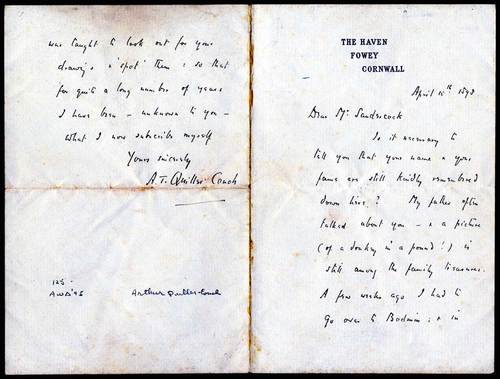 THE HAVEN
FOWEY
CORNWALL
April 10th 1898.
Dear Mr Sandercock
Is it necessary to
tell you that your name & your
fame are still kindly remembered
down here? My father often
talked about you - & a picture
(of a donkey in a pound!) is
still among the family treasures.
A few weeks ago I had to
go over to Bodmin: & in
was taught to look out for your
drawings & 'spot' them: so that
for quite a long number of years
I have been - unknown to you -
what I now subscribe myself
Yours sincerely
A T. Quiller Couch
125.
Arthur Quiller-Couch